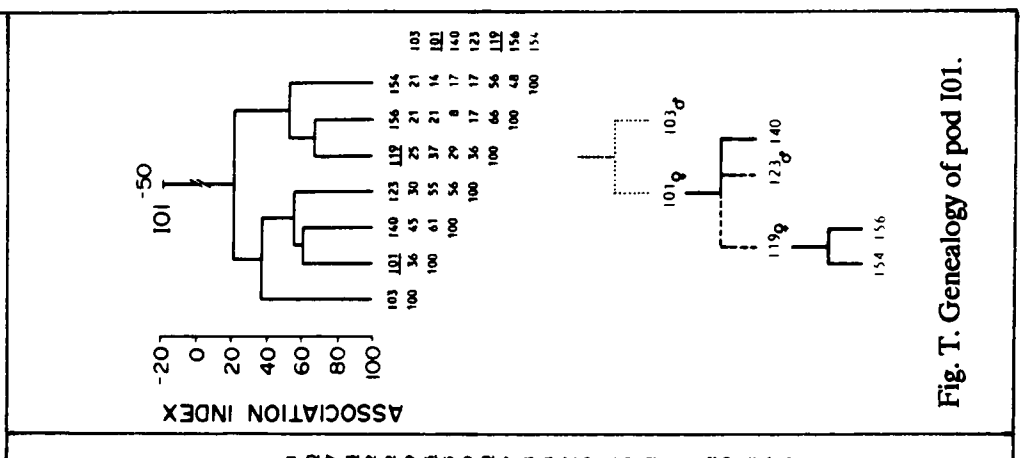 I01 -50
ASSOCIATION INDEX
-20
0
20
40
60
80
100
103 101 140 123 119 156 154
100 36 45 30 25 21 21 103
100 61 55 37 21 14 101
100 56 29 8 17 140
100 36 17 17 123
100 66 56 119
100 48 156
100 154
101♀ 103♂
119♀ 123♂ 140
154 156
Fig. T. Genealogy of pod I01.